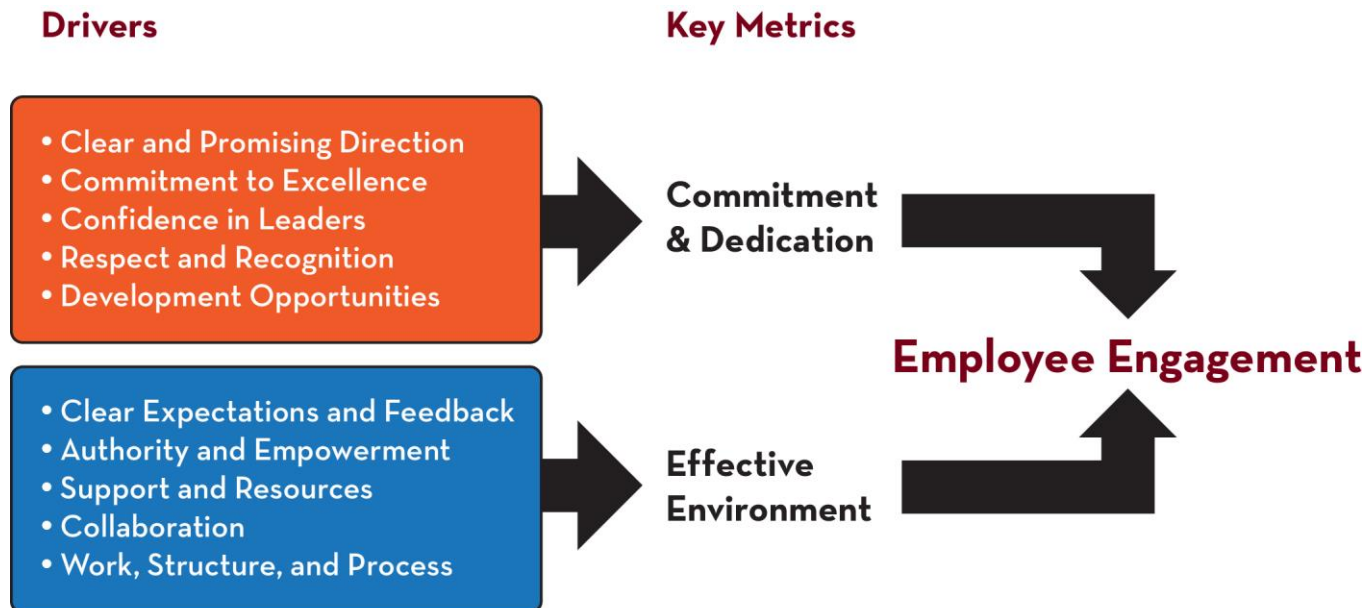 Drivers
Key Metrics
• Clear and Promising Direction
• Commitment to Excellence
• Confidence in Leaders
• Respect and Recognition
• Development Opportunities
Commitment
& Dedication
Employee Engagement
• Clear Expectations and Feedback
• Authority and Empowerment
• Support and Resources
• Collaboration
• Work, Structure, and Process
Effective
Environment